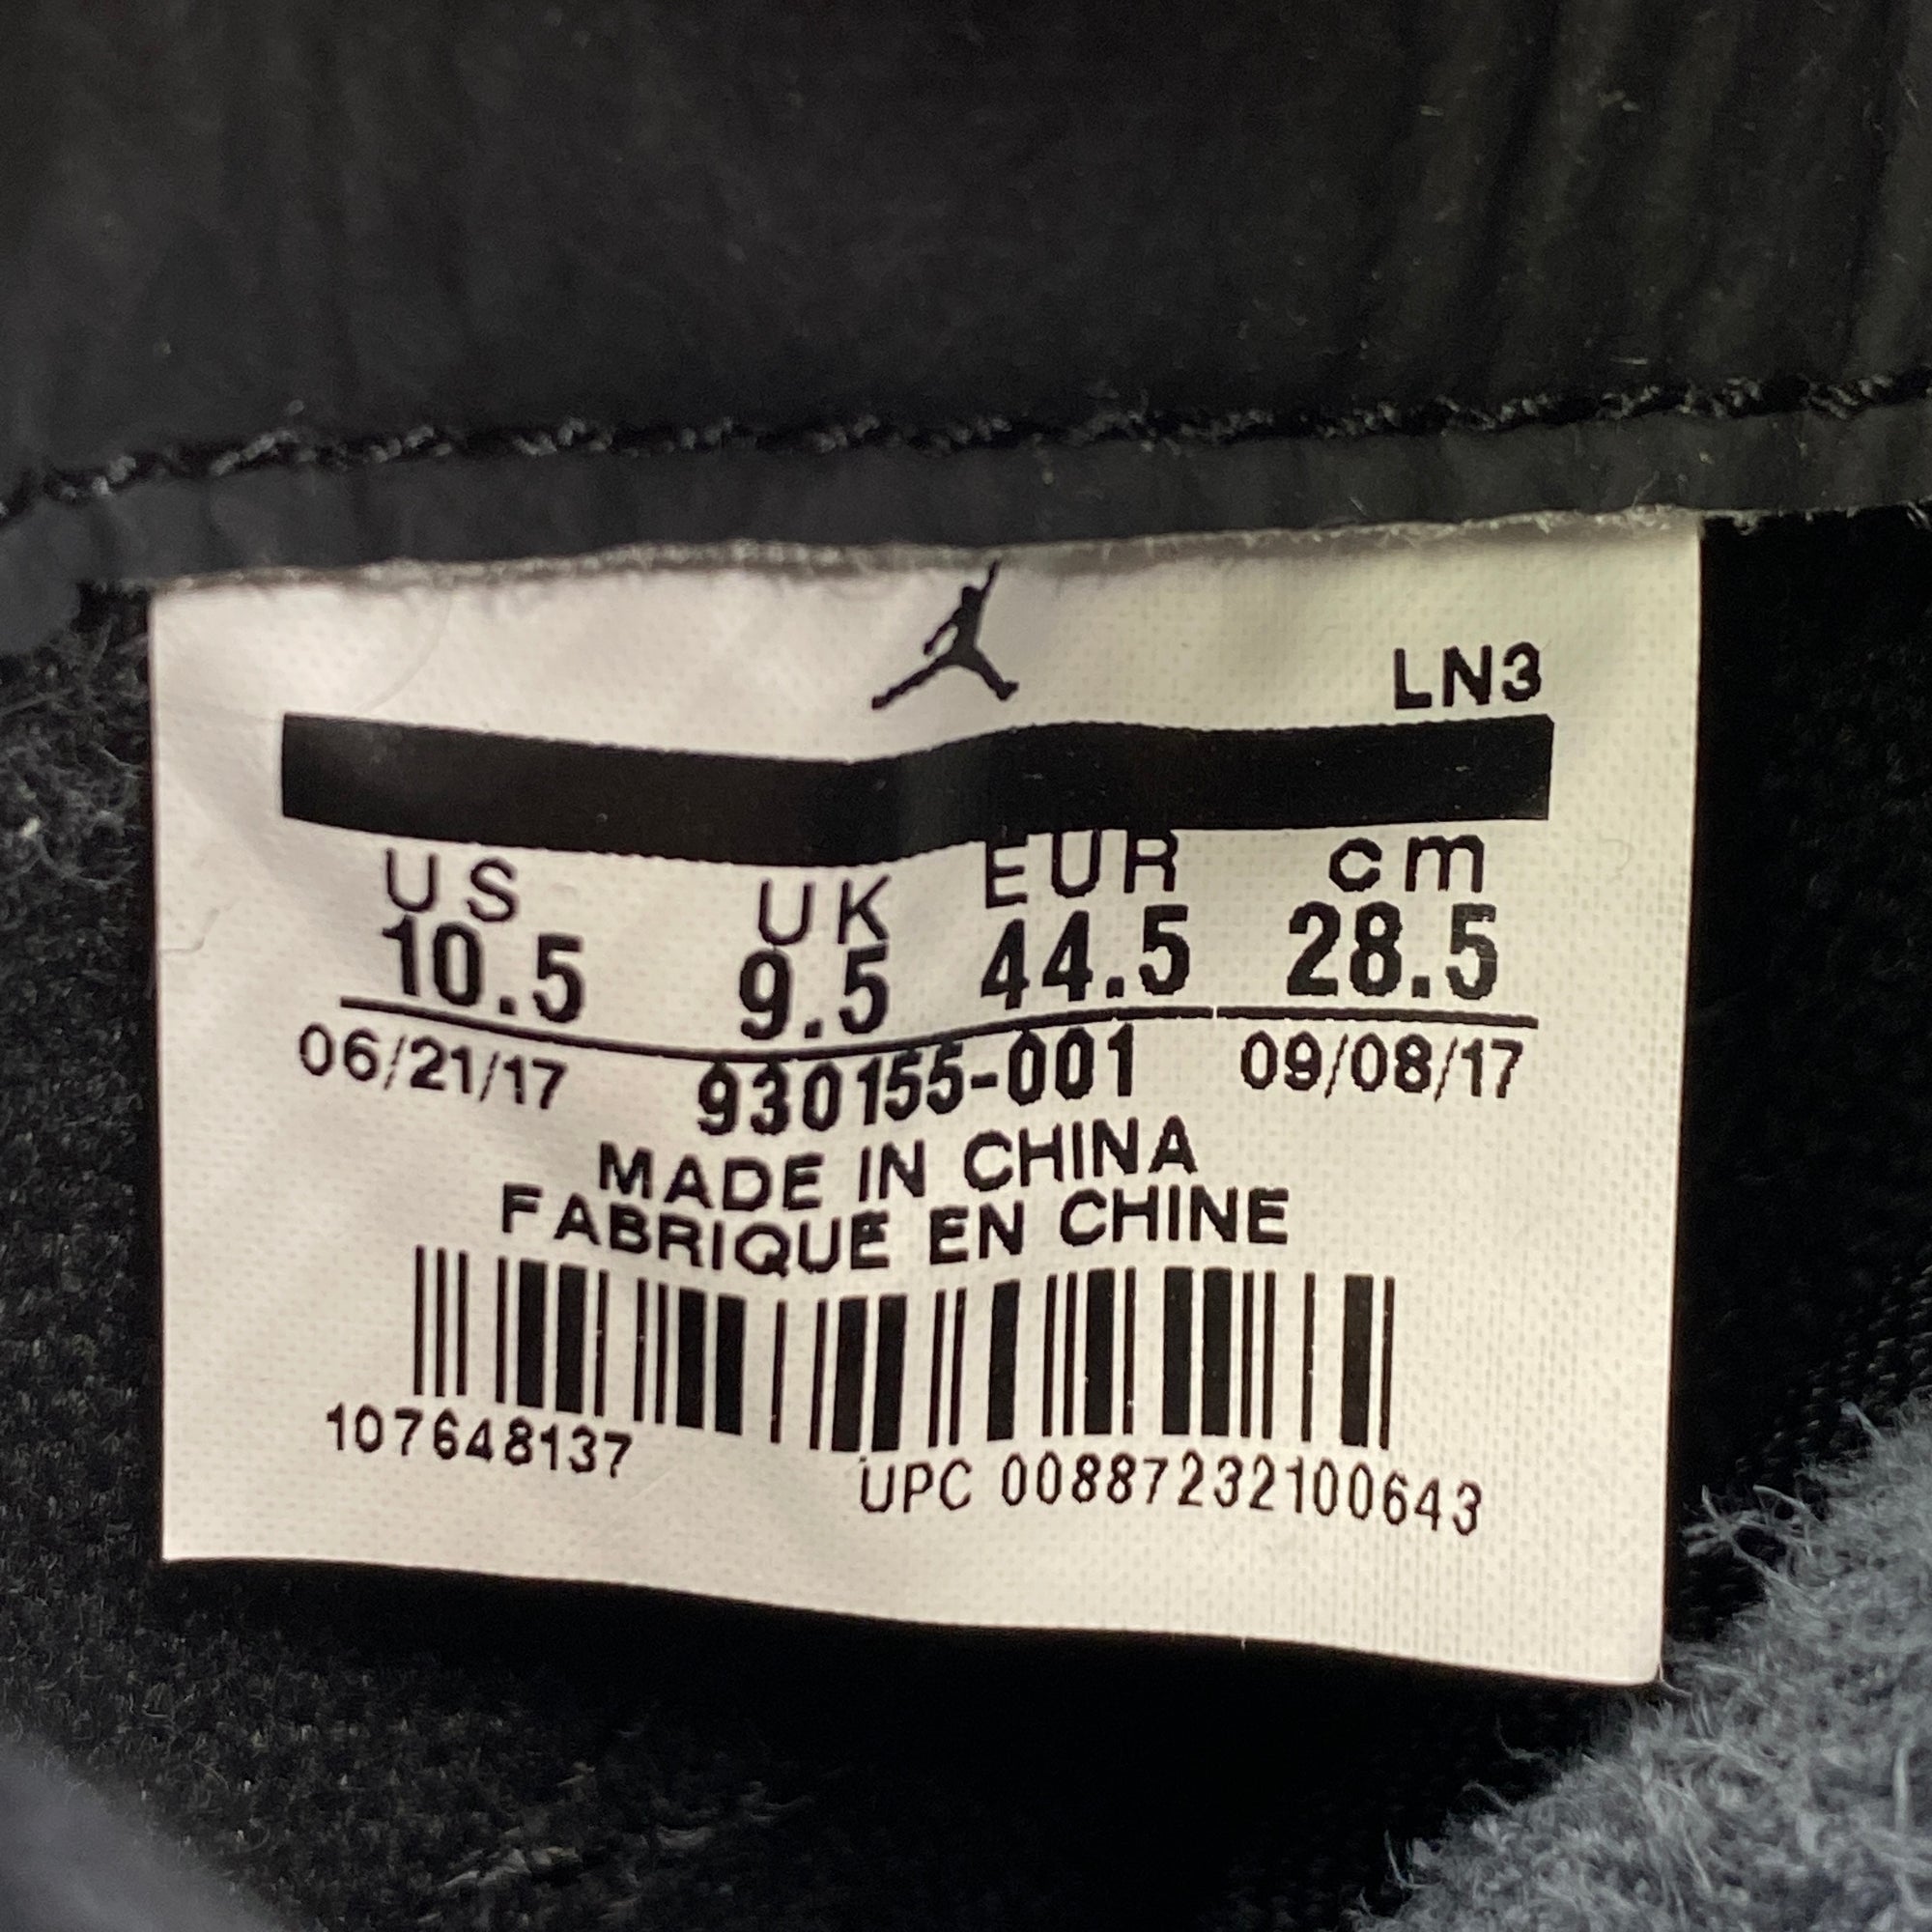 LN3
US UK EUR cm
10.5 9.5 44.5 28.5
06/21/17 930155-001 09/08/17
MADE IN CHINA
FABRIQUE EN CHINE
107648137
UPC 00887232100643